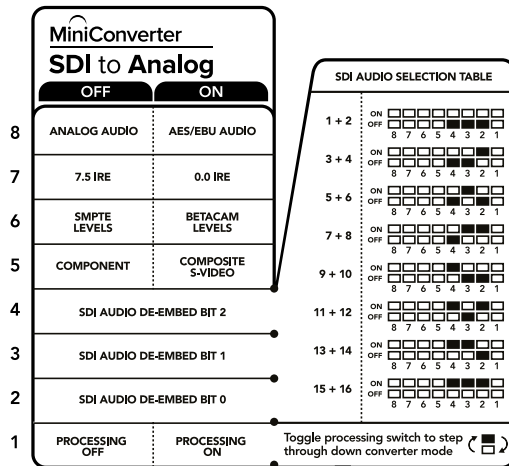 MiniConverter
SDI to Analog
OFF ON
8 ANALOG AUDIO AES/EBU AUDIO
7 7.5 IRE 0.0 IRE
6 SMPTE LEVELS BETACAM LEVELS
5 COMPONENT COMPOSITE S-VIDEO
4 SDI AUDIO DE-EMBED BIT 2
3 SDI AUDIO DE-EMBED BIT 1
2 SDI AUDIO DE-EMBED BIT 0
1 PROCESSING OFF PROCESSING ON
SDI AUDIO SELECTION TABLE
1 + 2 ON OFF
8 7 6 5 4 3 2 1
3 + 4 ON OFF
8 7 6 5 4 3 2 1
5 + 6 ON OFF
8 7 6 5 4 3 2 1
7 + 8 ON OFF
8 7 6 5 4 3 2 1
9 + 10 ON OFF
8 7 6 5 4 3 2 1
11 + 12 ON OFF
8 7 6 5 4 3 2 1
13 + 14 ON OFF
8 7 6 5 4 3 2 1
15 + 16 ON OFF
8 7 6 5 4 3 2 1
Toggle processing switch to step
through down converter mode